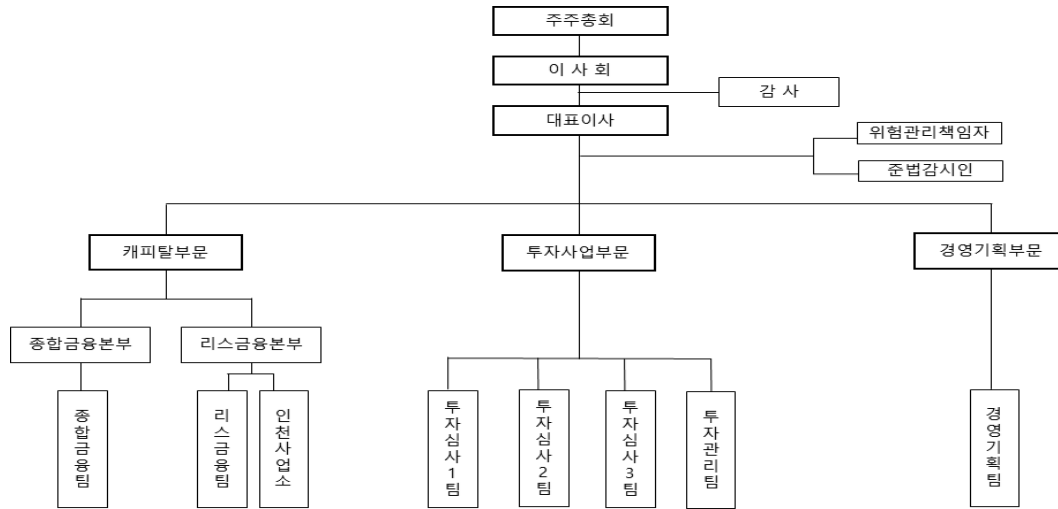 주주총회
이 사 회
감 사
대표이사
위험관리책임자
준법감시인
캐피탈부문
투자사업부문
경영기획부문
종합금융본부
리스금융본부
종합금융팀
리스금융팀
인천사업소
투자심사1팀
투자심사2팀
투자심사3팀
투자관리팀
경영기획팀